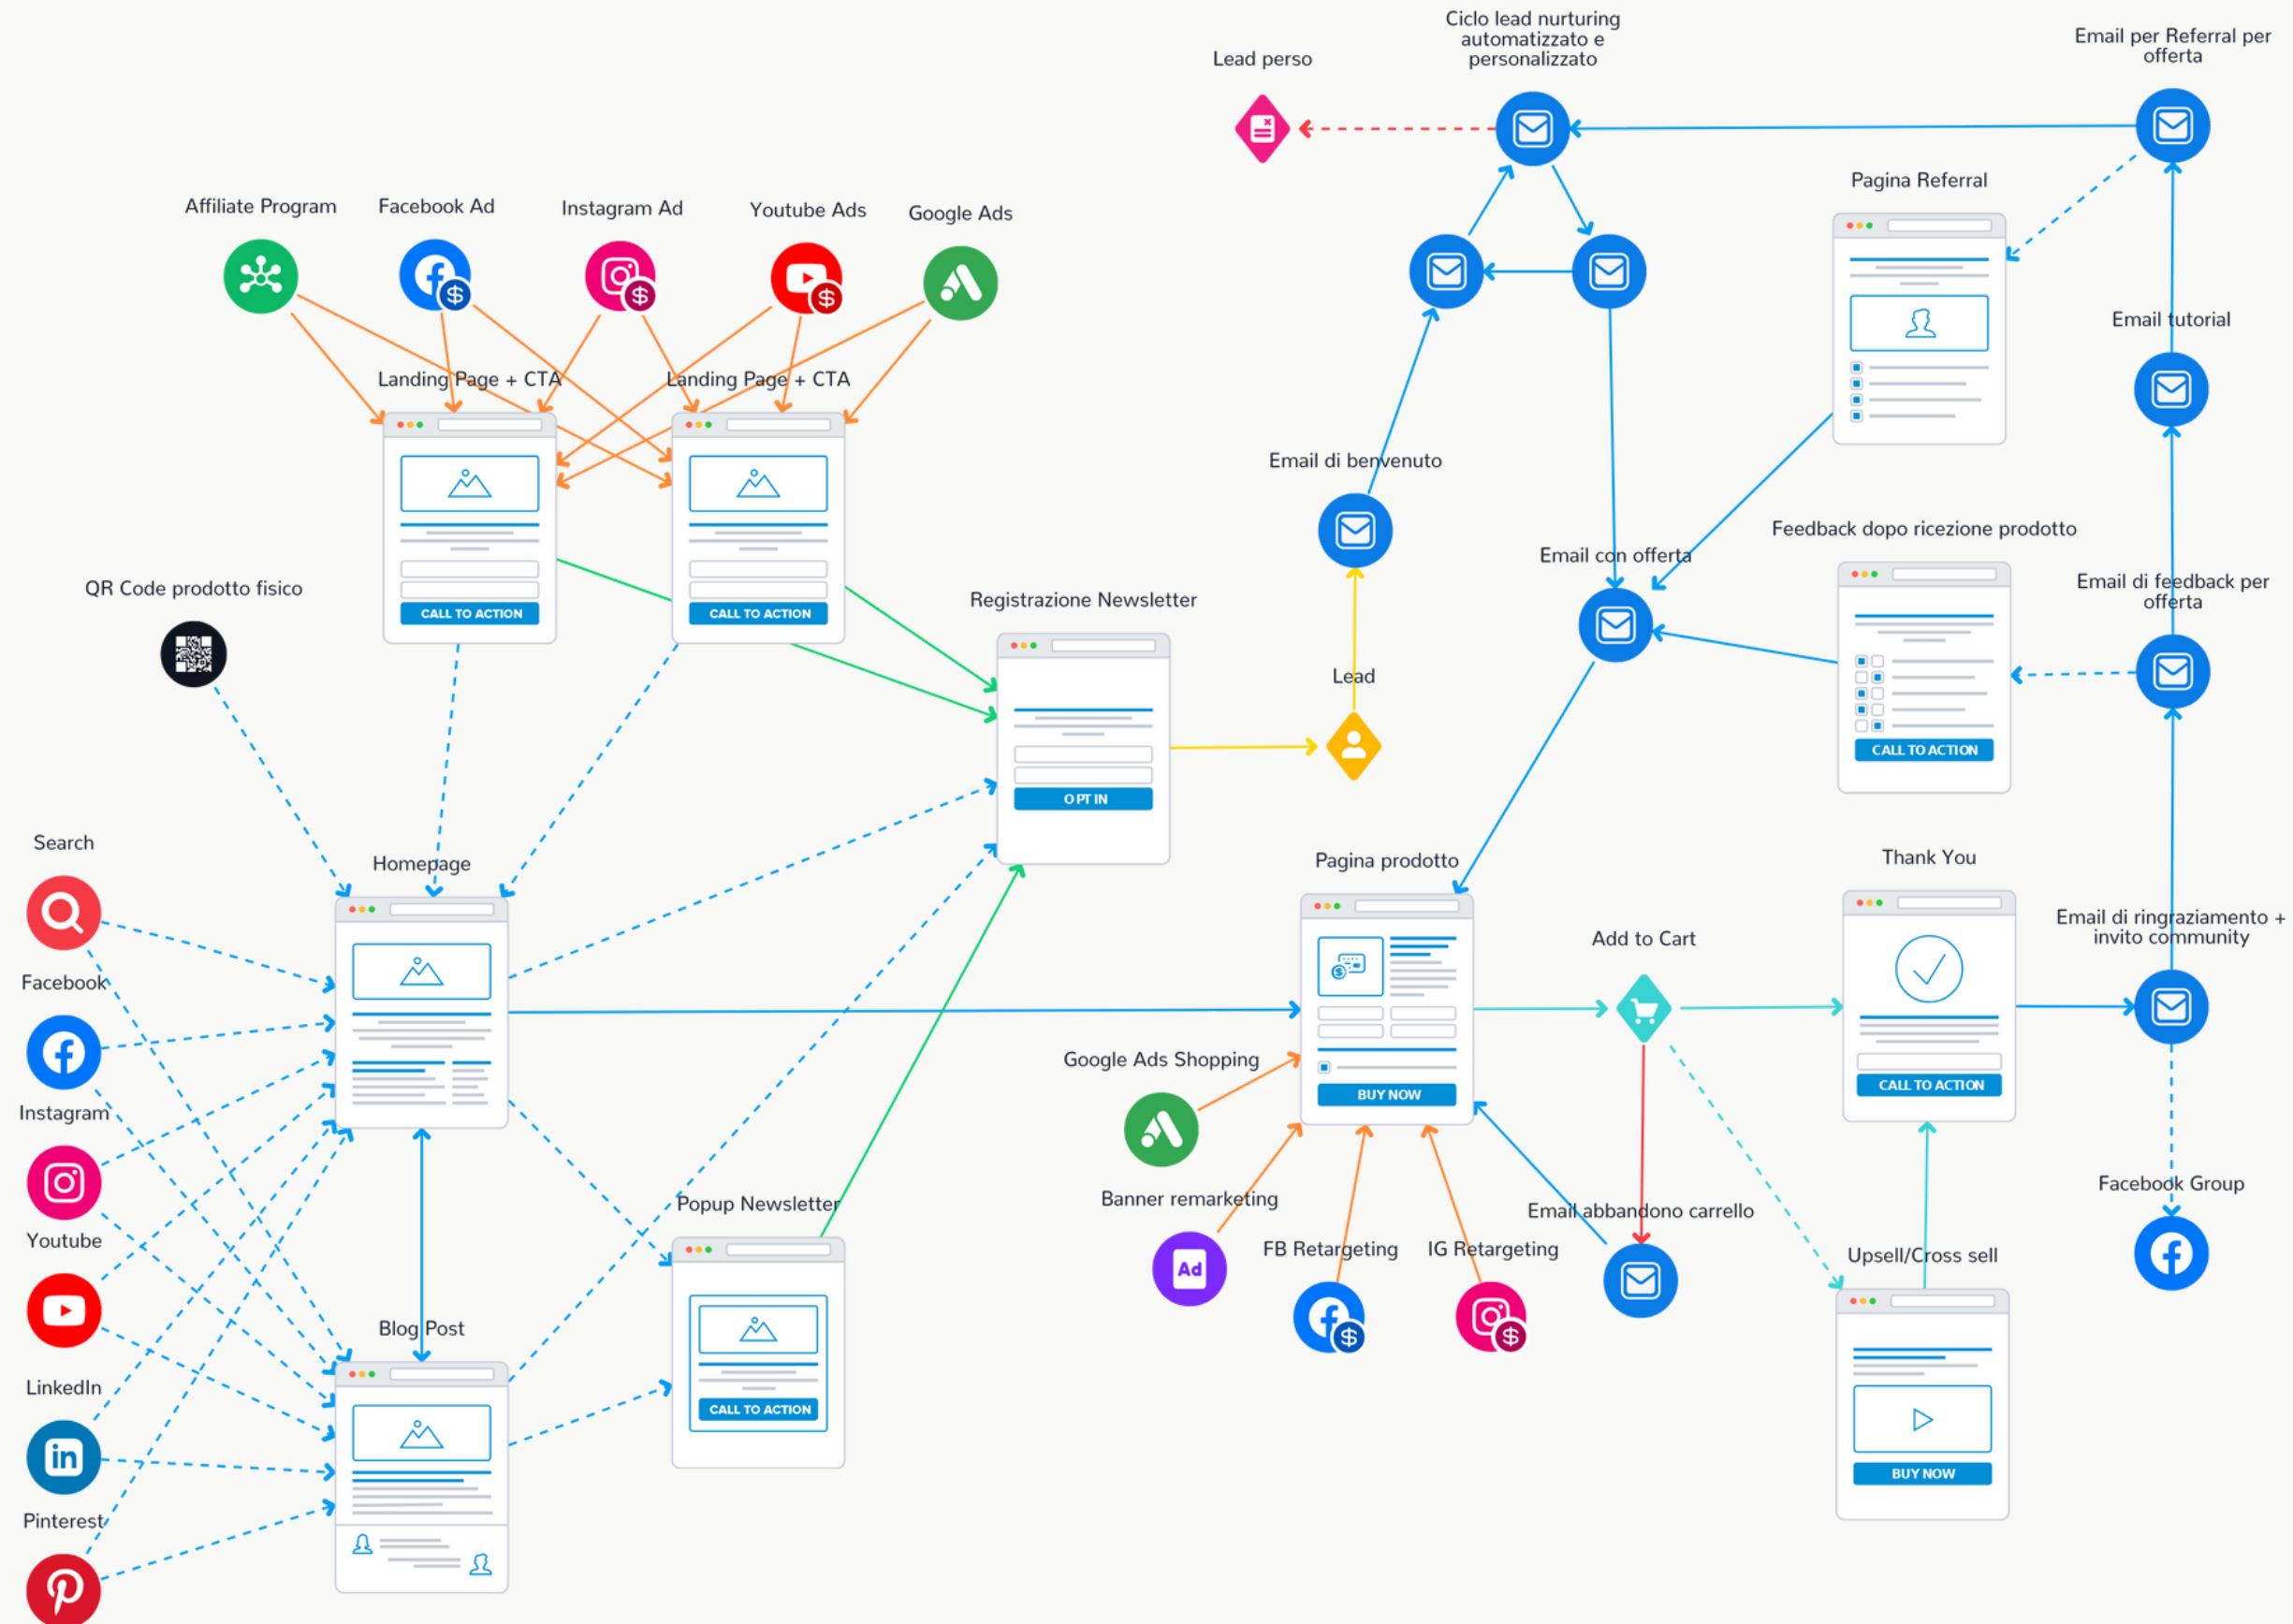 Ciclo lead nurturing
automatizzato e
personalizzato
Lead perso
Email per Referral per
offerta
Pagina Referral
Affiliate Program
Facebook Ad
Instagram Ad
Youtube Ads
Google Ads
Email tutorial
Landing Page + CTA
Landing Page + CTA
Email di benvenuto
Feedback dopo ricezione prodotto
Email con offerta
Email di feedback per
offerta
QR Code prodotto fisico
CALL TO ACTION
CALL TO ACTION
Registrazione Newsletter
Lead
CALL TO ACTION
OPT IN
Search
Homepage
Pagina prodotto
Thank You
Email di ringraziamento +
invito community
Add to Cart
Facebook
Google Ads Shopping
BUY NOW
CALL TO ACTION
Instagram
Facebook Group
Popup Newsletter
Banner remarketing
Email abbandono carrello
Youtube
FB Retargeting
IG Retargeting
Upsell/Cross sell
Ad
Blog Post
LinkedIn
CALL TO ACTION
in
BUY NOW
Pinterest